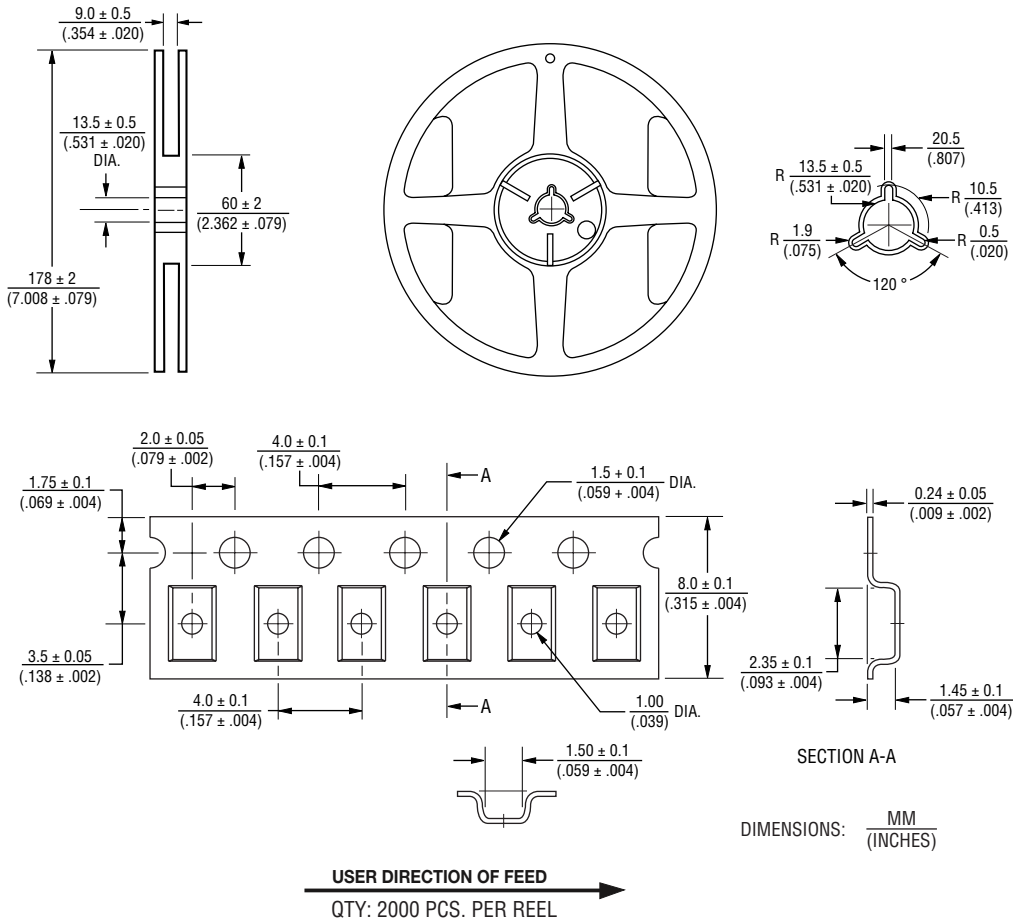 9.0 ± 0.5
(.354 ± .020)
13.5 ± 0.5
(.531 ± .020)
DIA.
60 ± 2
(2.362 ± .079)
178 ± 2
(7.008 ± .079)
20.5
(.807)
R 13.5 ± 0.5
(.531 ± .020)
R 10.5
(.413)
R 1.9
(.075)
R 0.5
(.020)
120 °
2.0 ± 0.05
(.079 ± .002)
4.0 ± 0.1
(.157 ± .004)
A
1.5 + 0.1 DIA.
(.059 + .004)
1.75 ± 0.1
(.069 ± .004)
0.24 ± 0.05
(.009 ± .002)
8.0 ± 0.1
(.315 ± .004)
3.5 ± 0.05
(.138 ± .002)
2.35 ± 0.1
(.093 ± .004)
4.0 ± 0.1
(.157 ± .004)
A
1.00 DIA.
(.039)
1.45 ± 0.1
(.057 ± .004)
1.50 ± 0.1
(.059 ± .004)
SECTION A-A
DIMENSIONS: MM
(INCHES)
USER DIRECTION OF FEED
QTY: 2000 PCS. PER REEL